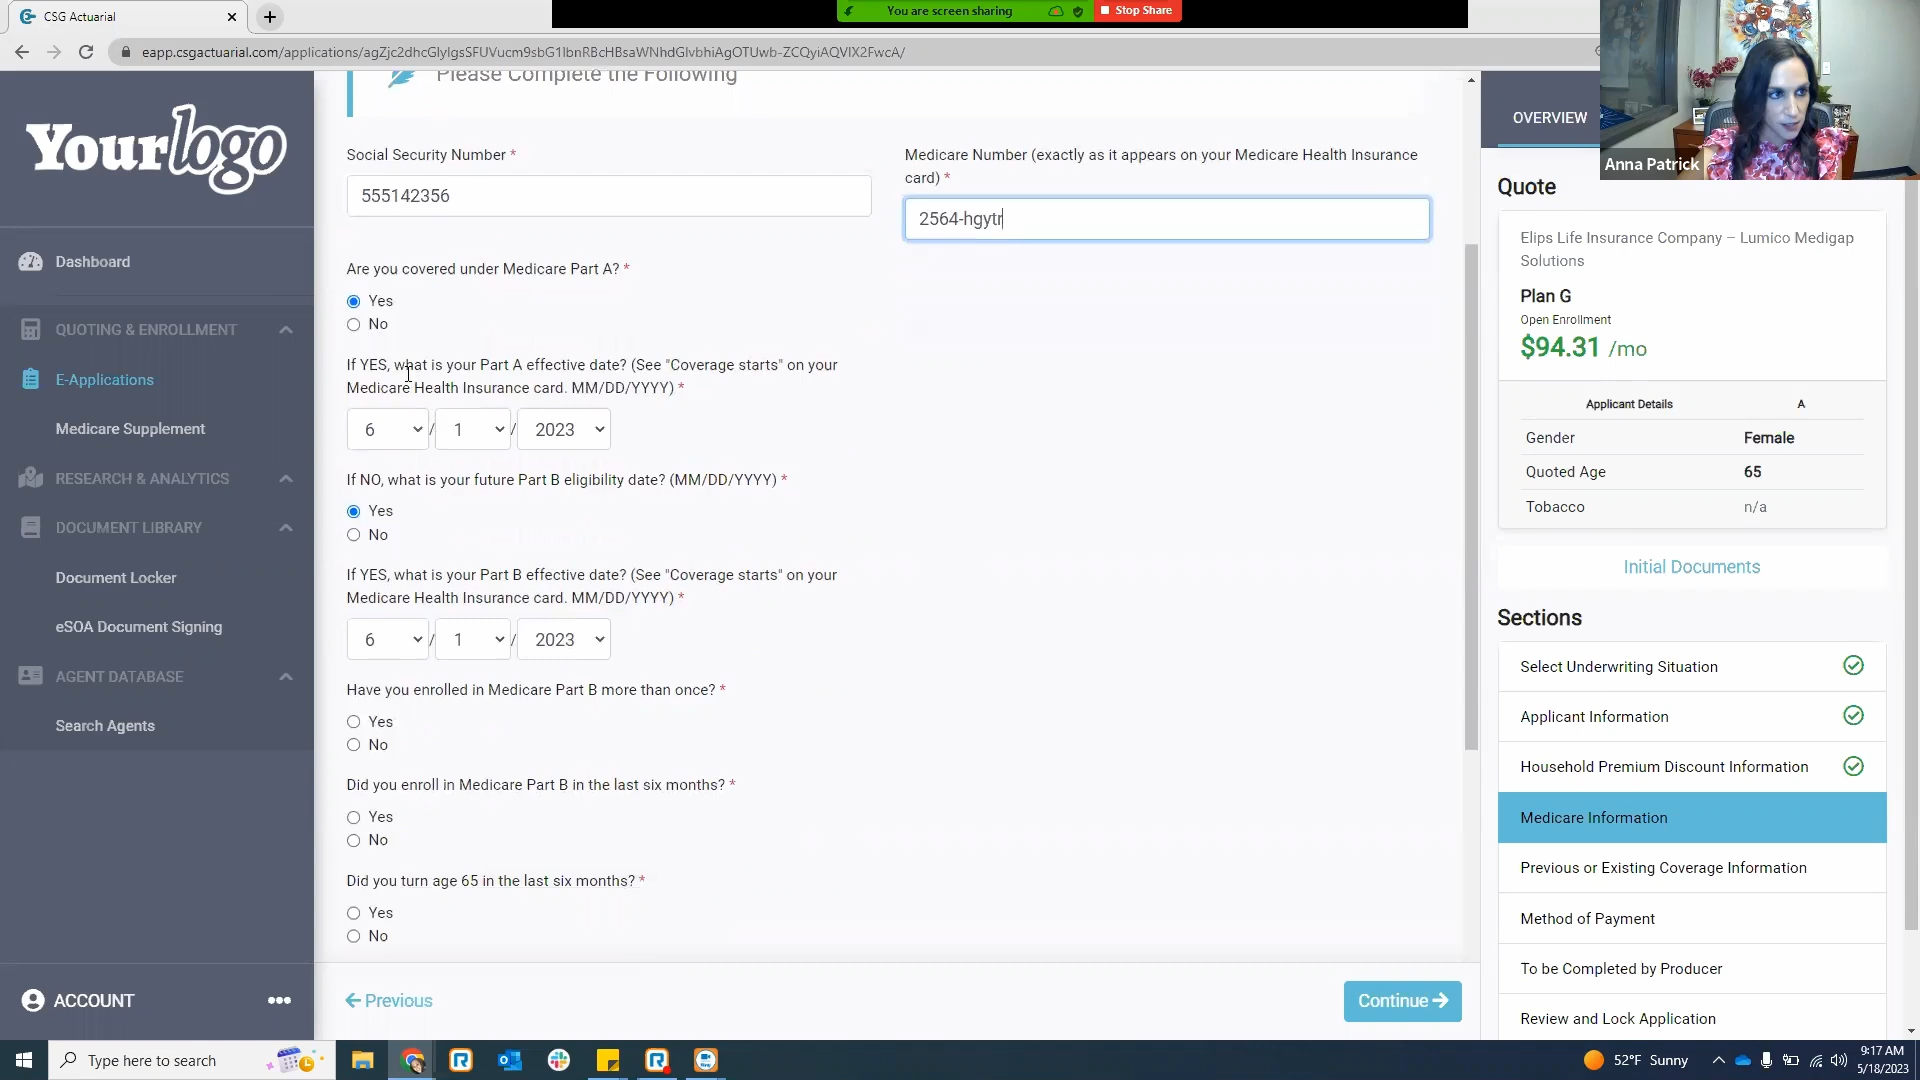 CSG Actuarial
You are screen sharing
Stop Share
eapp.csgactuarial.com/applications/agZjc2dhcGlyIgsSFUVucm9sbG1lbnRBcHBsaWNhdGlvbhiAgOTUwb-ZCQyiAQVIX2FwcA/
Yourlogo
Dashboard
QUOTING & ENROLLMENT
E-Applications
Medicare Supplement
RESEARCH & ANALYTICS
DOCUMENT LIBRARY
Document Locker
eSOA Document Signing
AGENT DATABASE
Search Agents
ACCOUNT
Please Complete the Following
Social Security Number *
555142356
Medicare Number (exactly as it appears on your Medicare Health Insurance
card) *
2564-hgytr
Are you covered under Medicare Part A? *
Yes
No
If YES, what is your Part A effective date? (See "Coverage starts" on your
Medicare Health Insurance card. MM/DD/YYYY) *
6 / 1 / 2023
If NO, what is your future Part B eligibility date? (MM/DD/YYYY) *
Yes
No
If YES, what is your Part B effective date? (See "Coverage starts" on your
Medicare Health Insurance card. MM/DD/YYYY) *
6 / 1 / 2023
Have you enrolled in Medicare Part B more than once? *
Yes
No
Did you enroll in Medicare Part B in the last six months? *
Yes
No
Did you turn age 65 in the last six months? *
Yes
No
Previous
Continue
OVERVIEW
Anna Patrick
Quote
Elips Life Insurance Company – Lumico Medigap
Solutions
Plan G
Open Enrollment
$94.31 /mo
Applicant Details A
Gender Female
Quoted Age 65
Tobacco n/a
Initial Documents
Sections
Select Underwriting Situation
Applicant Information
Household Premium Discount Information
Medicare Information
Previous or Existing Coverage Information
Method of Payment
To be Completed by Producer
Review and Lock Application
Type here to search
52°F Sunny
9:17 AM
5/18/2023